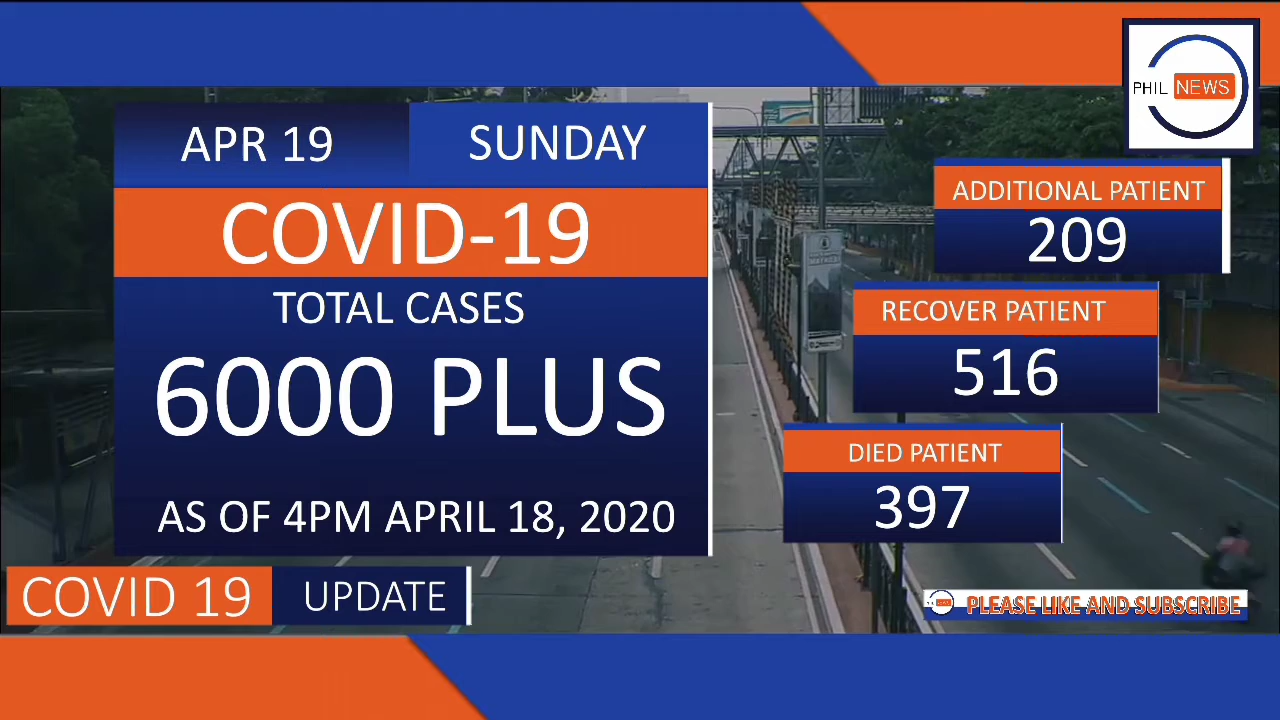 PHIL NEWS
APR 19
SUNDAY
COVID-19
TOTAL CASES
6000 PLUS
AS OF 4PM APRIL 18, 2020
ADDITIONAL PATIENT
209
RECOVER PATIENT
516
DIED PATIENT
397
COVID 19
UPDATE
PLEASE LIKE AND SUBSCRIBE